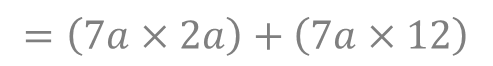 = (7a × 2a) + (7a × 12)